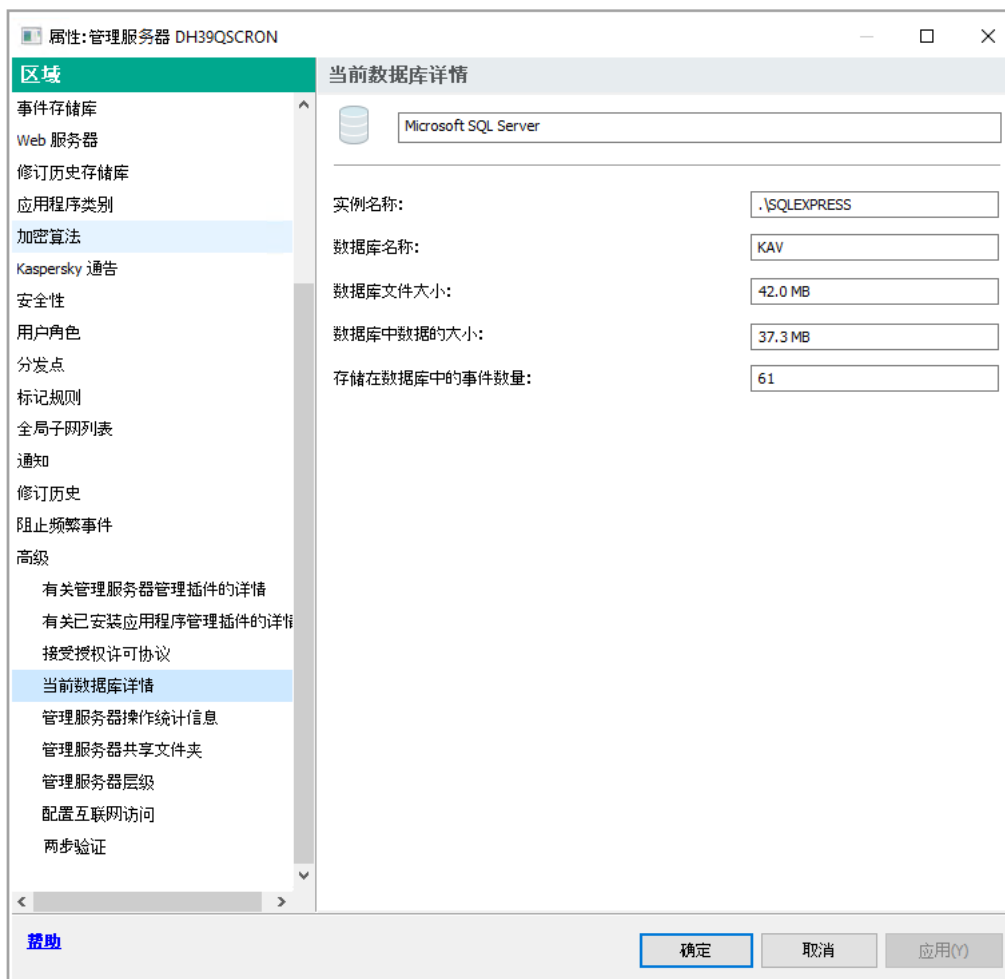 属性:管理服务器 DH39QSCRON
区域
事件存储库
Web 服务器
修订历史存储库
应用程序类别
加密算法
Kaspersky 通告
安全性
用户角色
分发点
标记规则
全局子网列表
通知
修订历史
阻止频繁事件
高级
有关管理服务器管理插件的详情
有关已安装应用程序管理插件的详情
接受授权许可协议
当前数据库详情
管理服务器操作统计信息
管理服务器共享文件夹
管理服务器层级
配置互联网访问
两步验证
当前数据库详情
Microsoft SQL Server
实例名称: .\SQLEXPRESS
数据库名称: KAV
数据库文件大小: 42.0 MB
数据库中数据的大小: 37.3 MB
存储在数据库中的事件数量: 61
帮助
确定 取消 应用(Y)